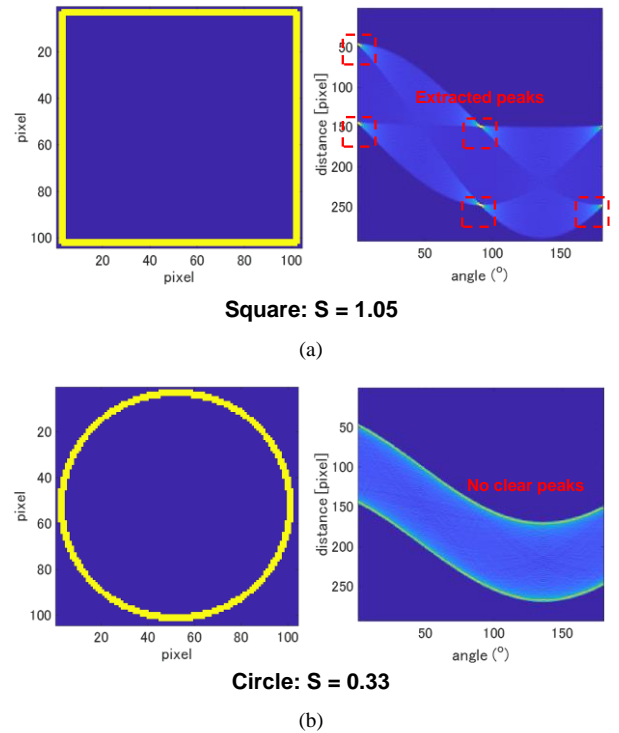 20
40
60
80
100
20 40 60 80 100
pixel
pixel
50
100
150
200
250
50 100 150
distance [pixel]
angle (°)
Extracted peaks
Square: S = 1.05
(a)
20
40
60
80
100
20 40 60 80 100
pixel
pixel
50
100
150
200
250
50 100 150
distance [pixel]
angle (°)
No clear peaks
Circle: S = 0.33
(b)